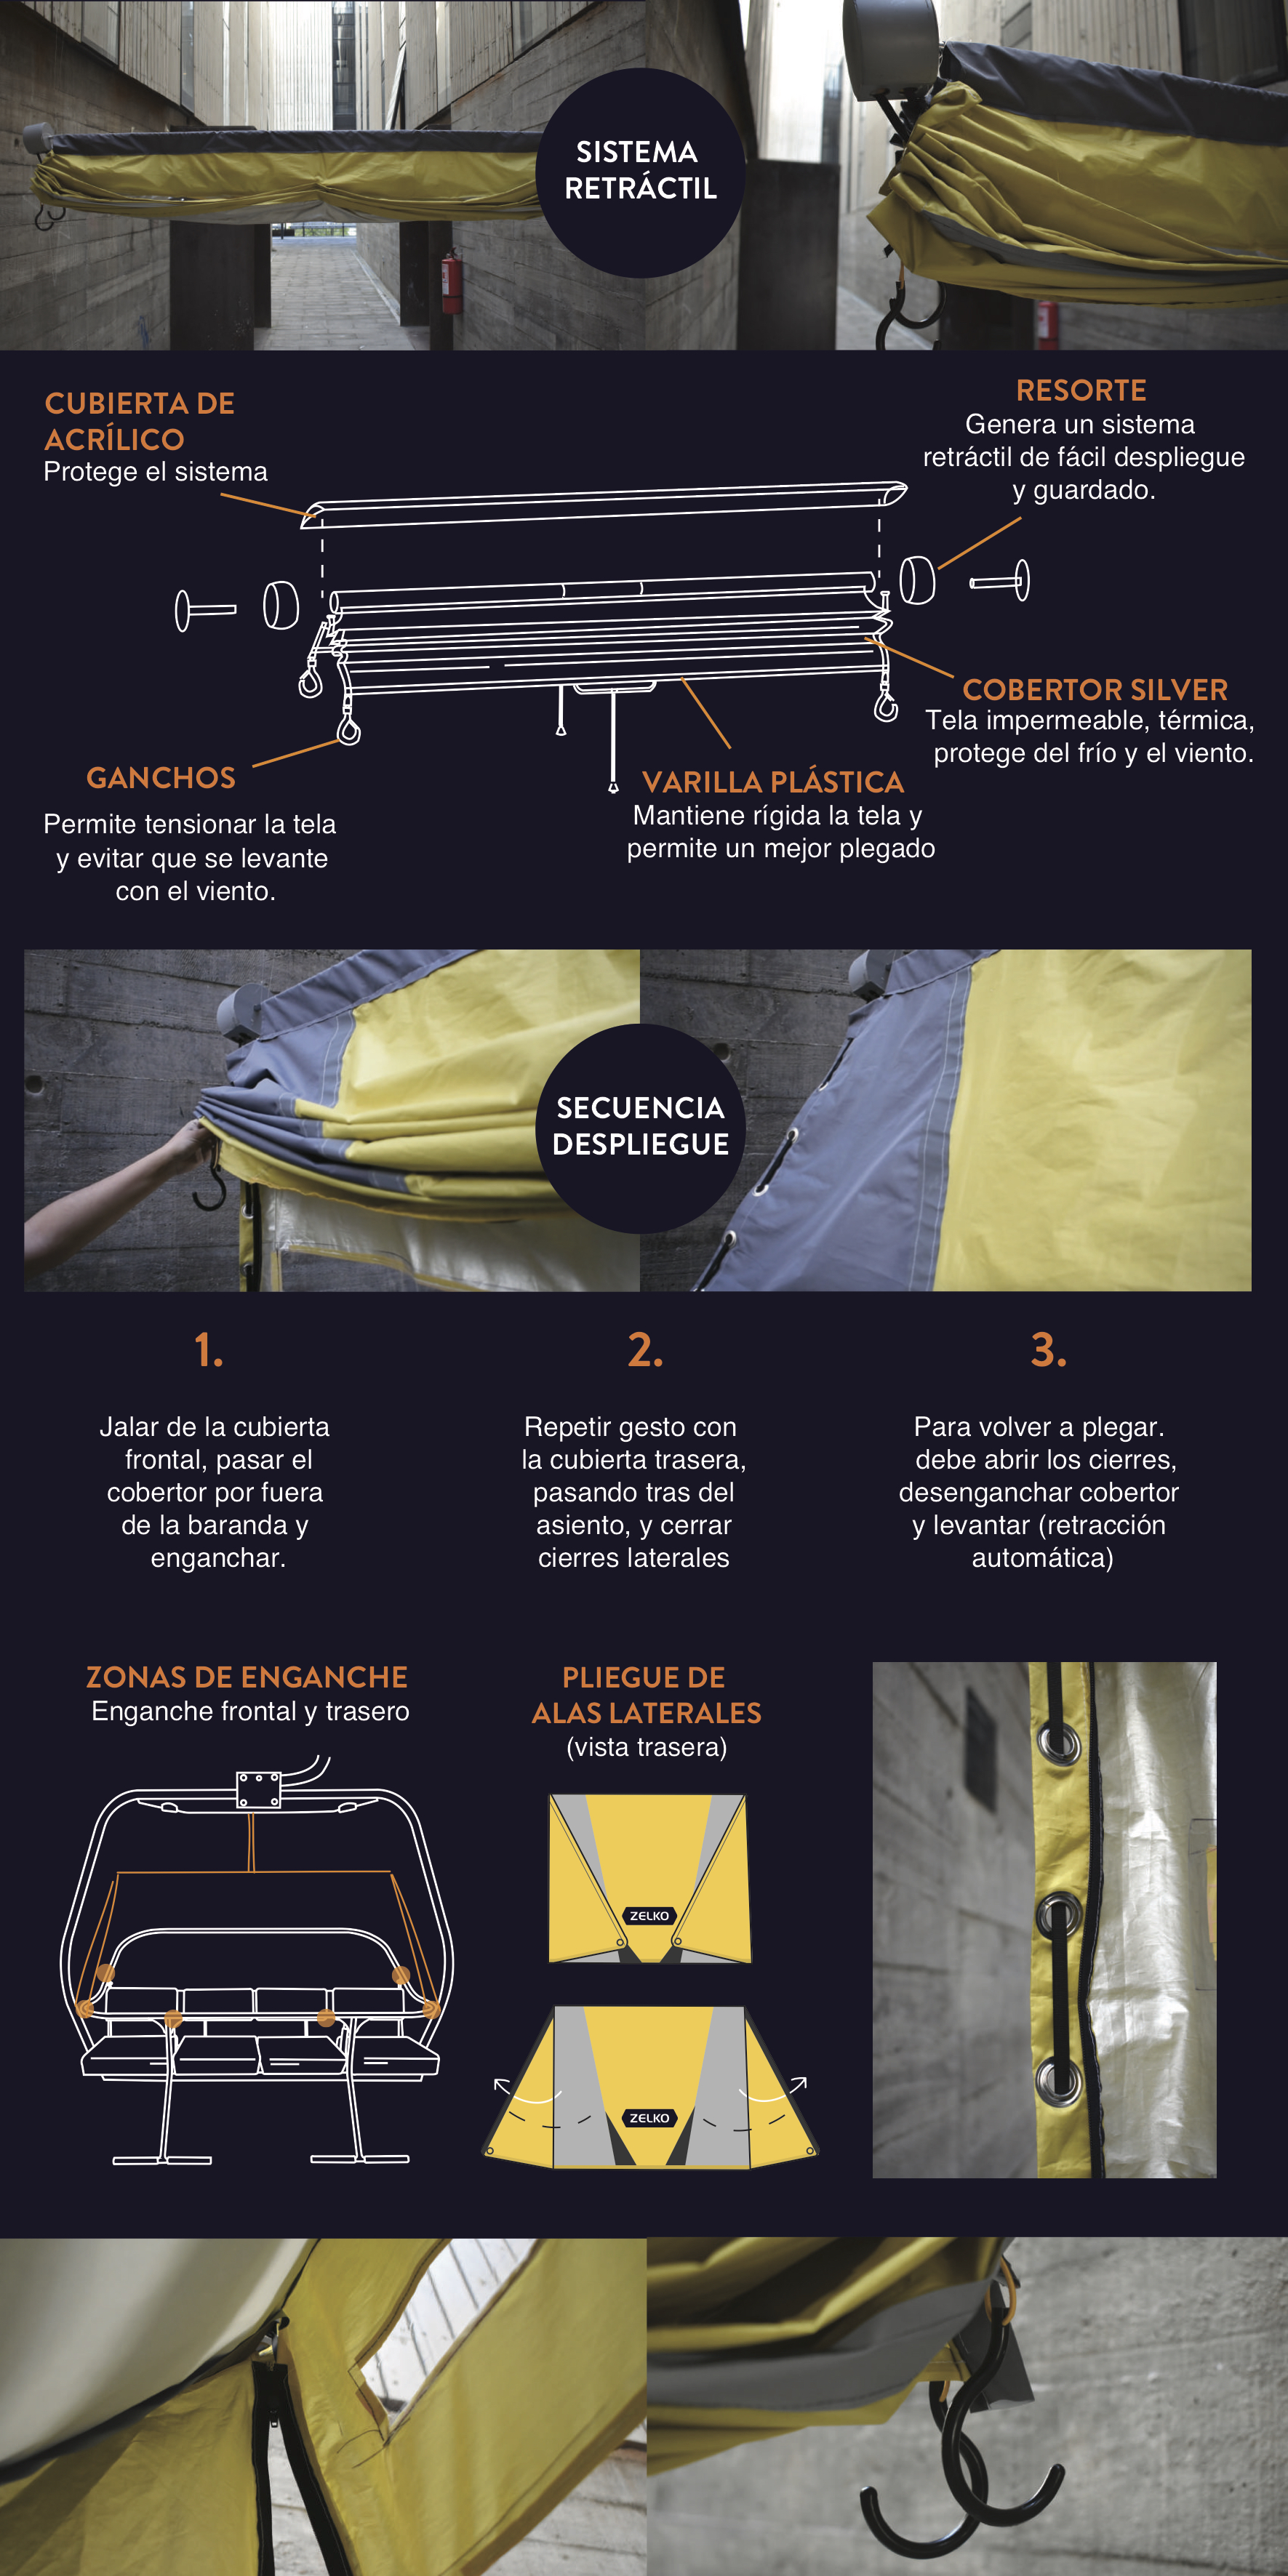 SISTEMA
RETRÁCTIL
CUBIERTA DE
ACRÍLICO
Protege el sistema
RESORTE
Genera un sistema
retráctil de fácil despliegue
y guardado.
COBERTOR SILVER
Tela impermeable, térmica,
protege del frío y el viento.
GANCHOS
Permite tensionar la tela
y evitar que se levante
con el viento.
VARILLA PLÁSTICA
Mantiene rígida la tela y
permite un mejor plegado
SECUENCIA
DESPLIEGUE
1.
Jalar de la cubierta
frontal, pasar el
cobertor por fuera
de la baranda y
enganchar.
2.
Repetir gesto con
la cubierta trasera,
pasando tras del
asiento, y cerrar
cierres laterales
3.
Para volver a plegar.
debe abrir los cierres,
desenganchar cobertor
y levantar (retracción
automática)
ZONAS DE ENGANCHE
Enganche frontal y trasero
PLIEGUE DE
ALAS LATERALES
(vista trasera)
ZELKO
ZELKO